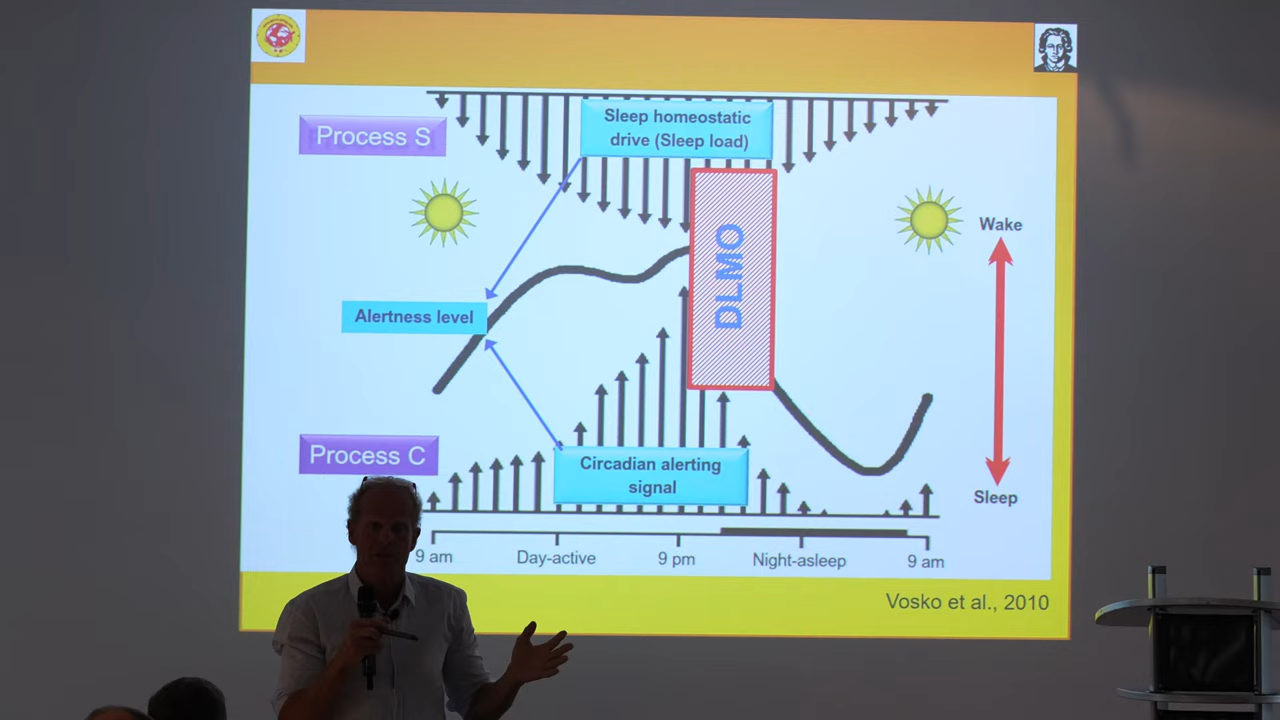 Process S
Sleep homeostatic
drive (Sleep load)
DLMO
Wake
Alertness level
Process C
Circadian alerting
signal
Sleep
9 am
Day-active
9 pm
Night-asleep
9 am
Vosko et al., 2010